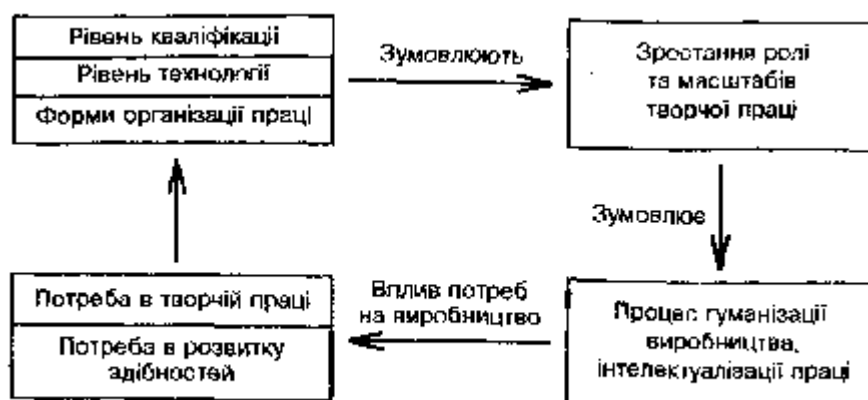 Рівень кваліфікації
Рівень технології
Форми організації праці
Зумовлюють
Зростання ролі
та масштабів
творчої праці
Зумовлює
Процес гуманізації
виробництва,
інтелектуалізації праці
Вплив потреб
на виробництво
Потреба в творчій праці
Потреба в розвитку
здібностей